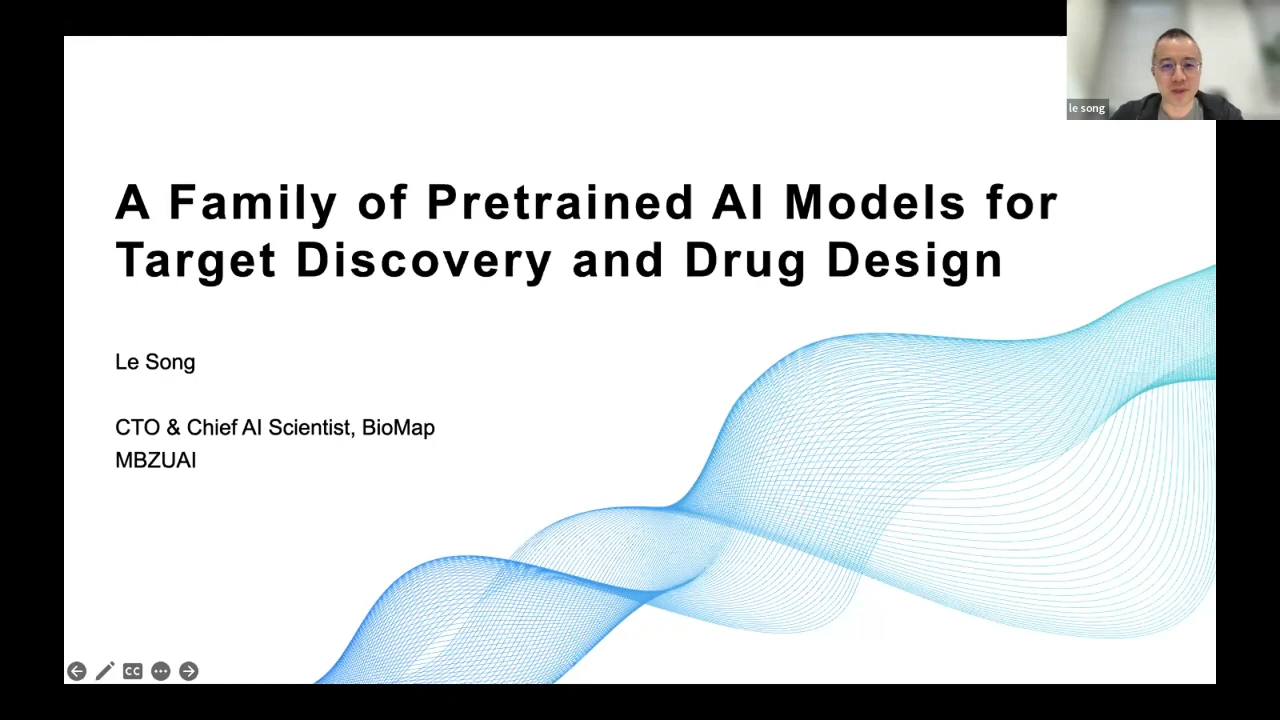 le song
A Family of Pretrained AI Models for
Target Discovery and Drug Design
Le Song
CTO & Chief AI Scientist, BioMap
MBZUAI
CC